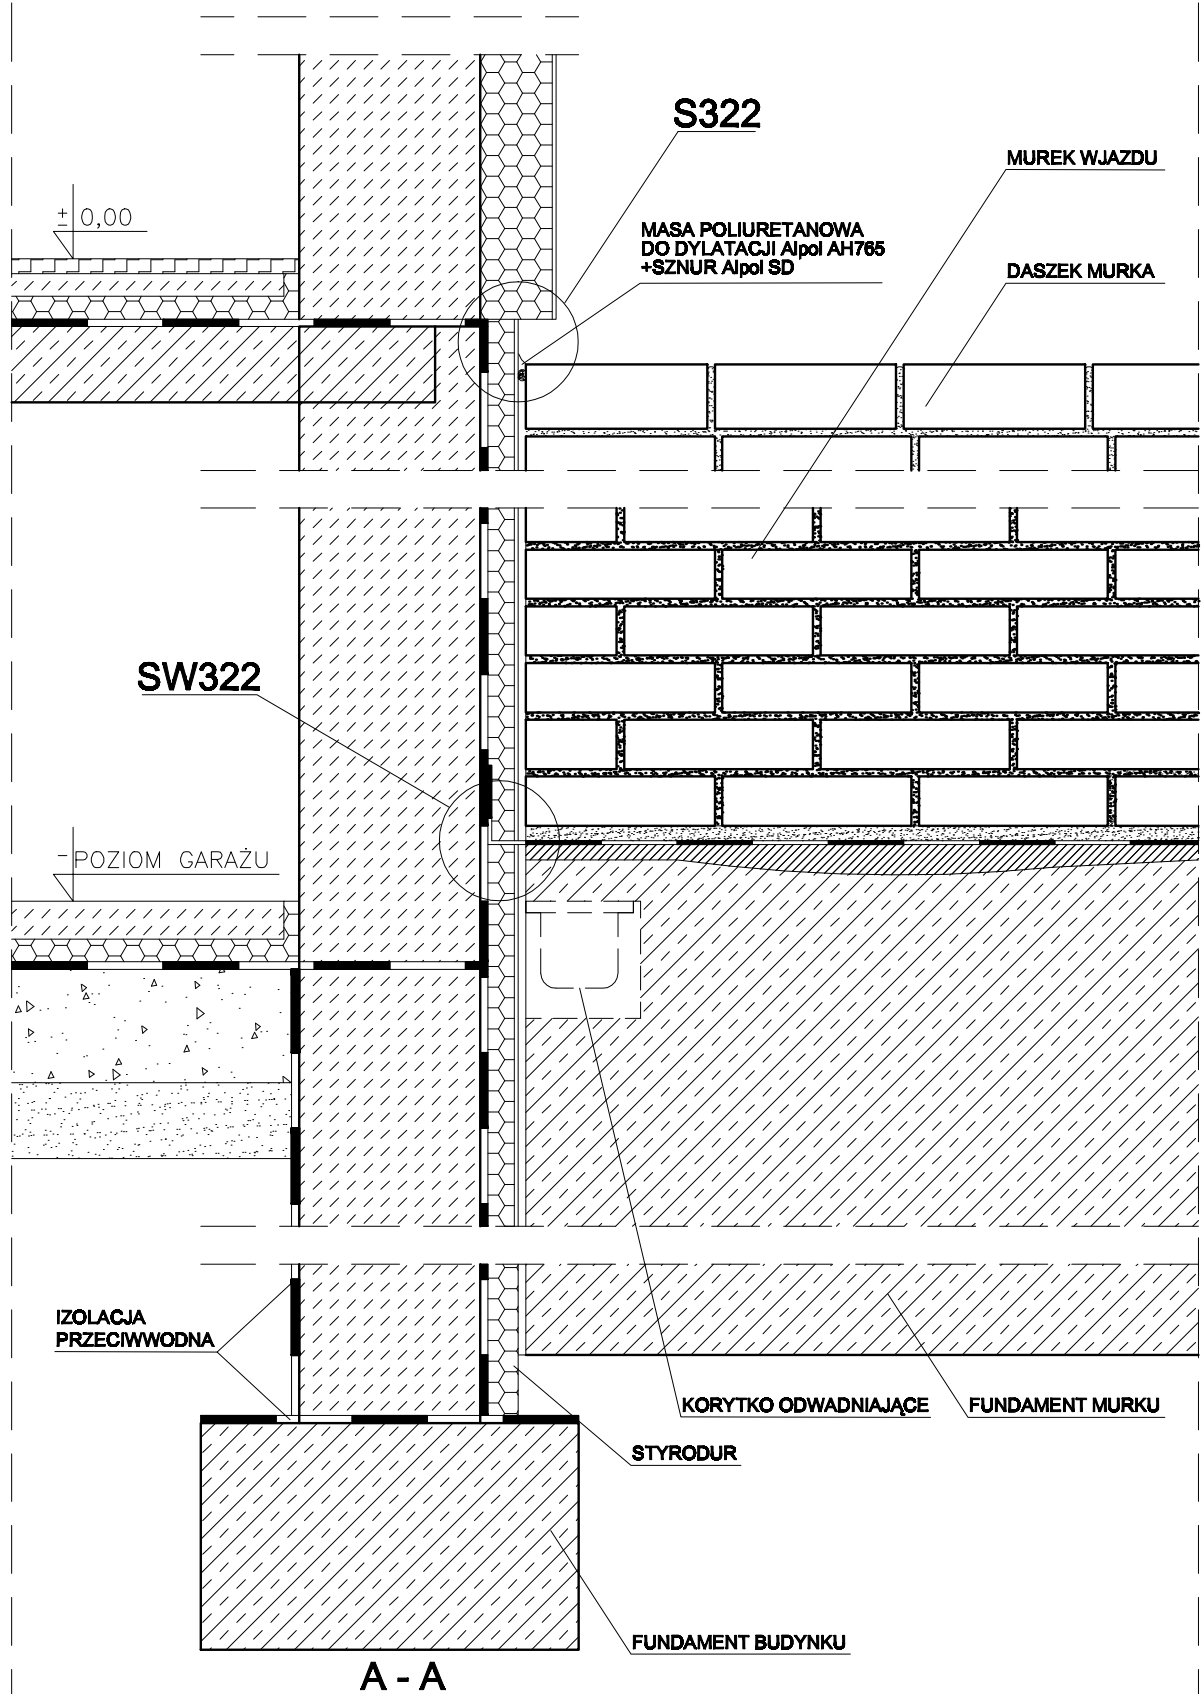 S322
MUREK WJAZDU
± 0,00
MASA POLIURETANOWA
DO DYLATACJI Alpol AH765
+SZNUR Alpol SD
DASZEK MURKA
SW322
- POZIOM GARAŻU
IZOLACJA
PRZECIWWODNA
KORYTKO ODWADNIAJĄCE
FUNDAMENT MURKU
STYRODUR
FUNDAMENT BUDYNKU
A - A